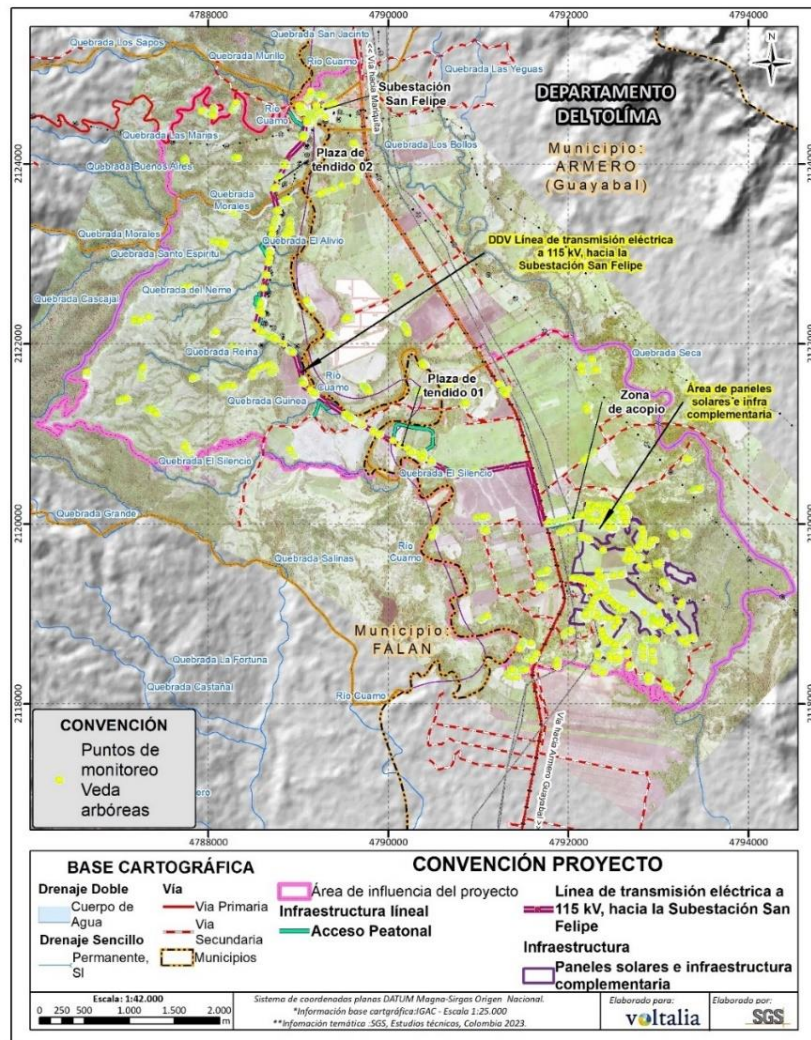 4788000
4790000
4792000
4794000
Quebrada San Jacinto
Quebrada Los Sapos
Quebrada Murillo
Río Cuamo
<< Vía hacia Mariquita
Quebrada Las Yeguas
N
Subestación
San Felipe
DEPARTAMENTO
DEL TOLÍMA
Río
Cuamo
Quebrada Las Marias
Quebrada Los Bollos
2124000
2124000
Municipio:
ARMERO
(Guayabal)
Plaza de
tendido 02
Quebrada Buenos Aires
Quebrada
Morales
Quebrada Morales
Quebrada El Alivio
DDV Línea de transmisión eléctrica
a 115 kV, hacia la
Subestación San Felipe
Quebrada Santo Espiritu
Quebrada del Neme
Quebrada Cascajal
2122000
2122000
Quebrada Reina
Quebrada Seca
Río
Cuamo
Plaza de
tendido 01
Zona
de acopio
Área de paneles
solares e infra
complementaria
Quebrada Guinea
Quebrada El Silencio
Quebrada El Silencio
Quebrada Grande
2120000
2120000
Río
Cuamo
Quebrada Salinas
Municipio:
FALAN
Quebrada La Fortuna
Quebrada Castañal
Río Cuamo
2118000
2118000
Vía hacia Armero Guayabal >>
CONVENCIÓN
Puntos de
monitoreo
Veda
arbóreas
4788000
4790000
4792000
4794000
BASE CARTOGRÁFICA
Drenaje Doble
Cuerpo de
Agua
Drenaje Sencillo
Permanente,
SI
Vía
Via Primaria
Via
Secundaria
Municipios
CONVENCIÓN PROYECTO
Área de influencia del proyecto
Infraestructura líneal
Acceso Peatonal
Línea de transmisión eléctrica a
115 kV, hacia la Subestación San
Felipe
Infraestructura
Paneles solares e infraestructura
complementaria
Escala: 1:42.000
0 250 500 1.000 1.500 2.000
m
Sistema de coordenadas planas DATUM Magna-Sirgas Origen Nacional.
*Información base cartgráfica:IGAC - Escala 1:25.000
**Infomación temática :SGS, Estudios técnicos, Colombia 2023.
Elaborado para:
voltalia
Elaborado por:
SGS